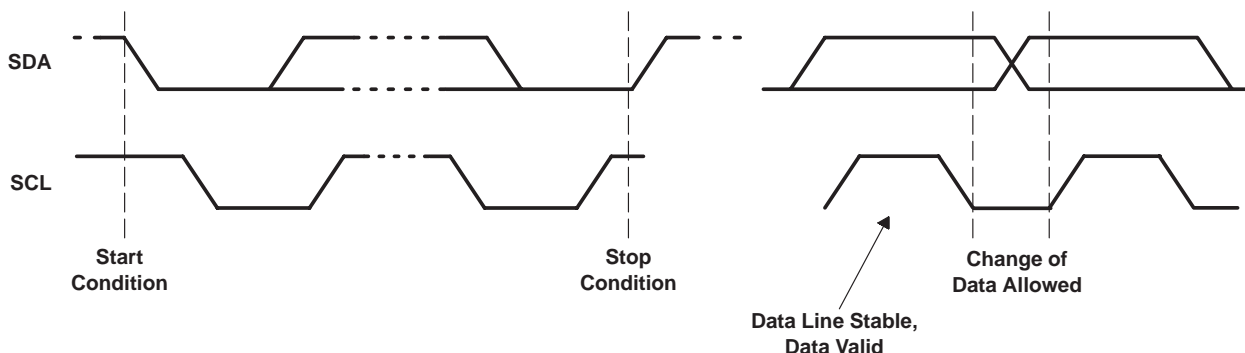 SDA
SCL
Start
Condition
Stop
Condition
Change of
Data Allowed
Data Line Stable,
Data Valid